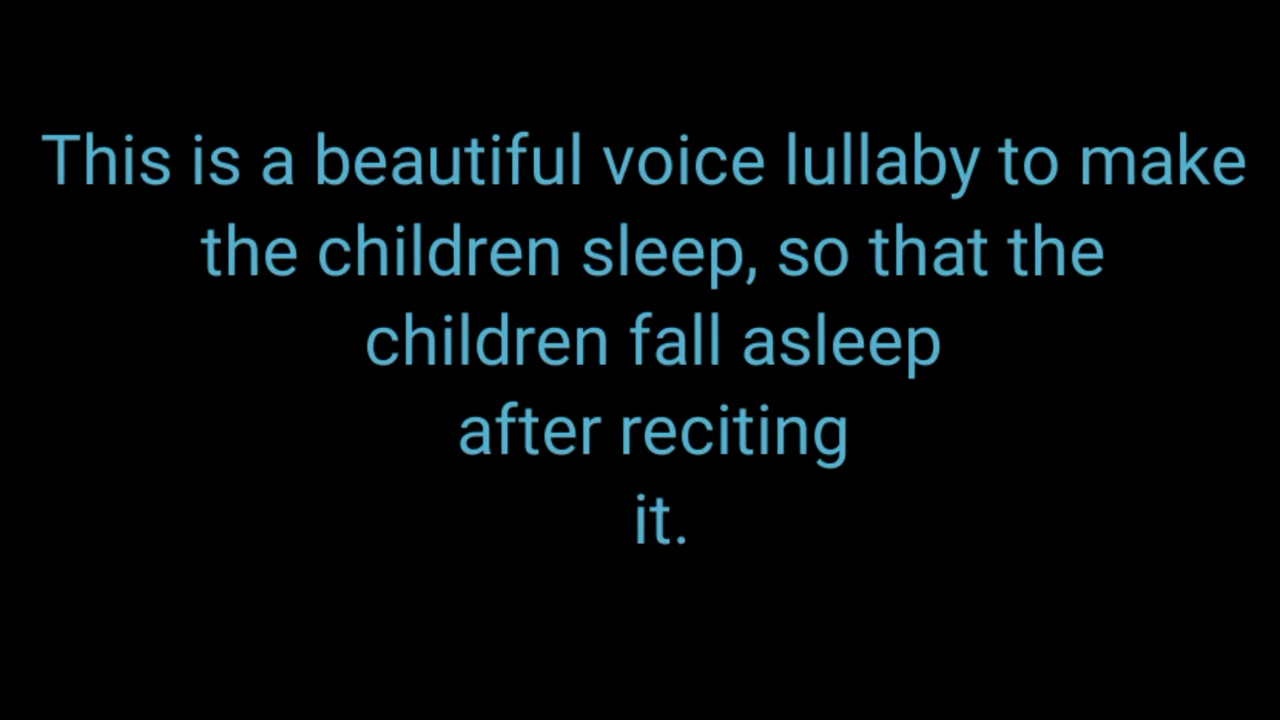 This is a beautiful voice lullaby to make
the children sleep, so that the
children fall asleep
after reciting
it.